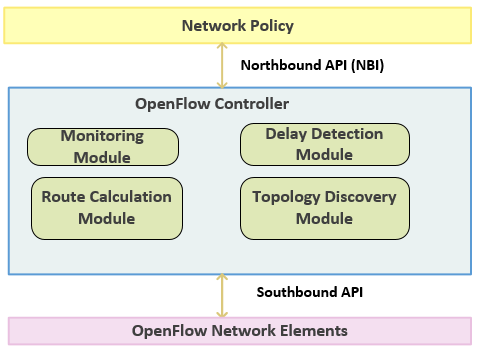 Network Policy
Northbound API (NBI)
OpenFlow Controller
Monitoring
Module
Delay Detection
Module
Route Calculation
Module
Topology Discovery
Module
Southbound API
OpenFlow Network Elements